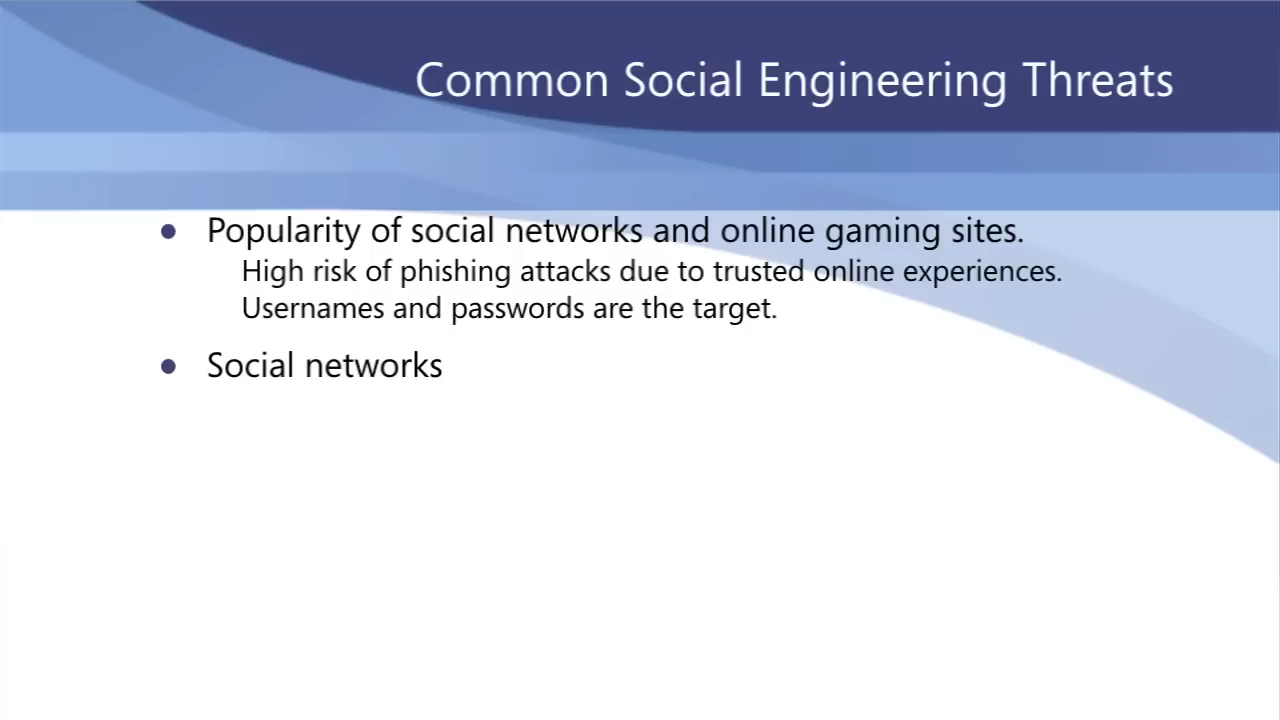 Common Social Engineering Threats
• Popularity of social networks and online gaming sites.
High risk of phishing attacks due to trusted online experiences.
Usernames and passwords are the target.
• Social networks